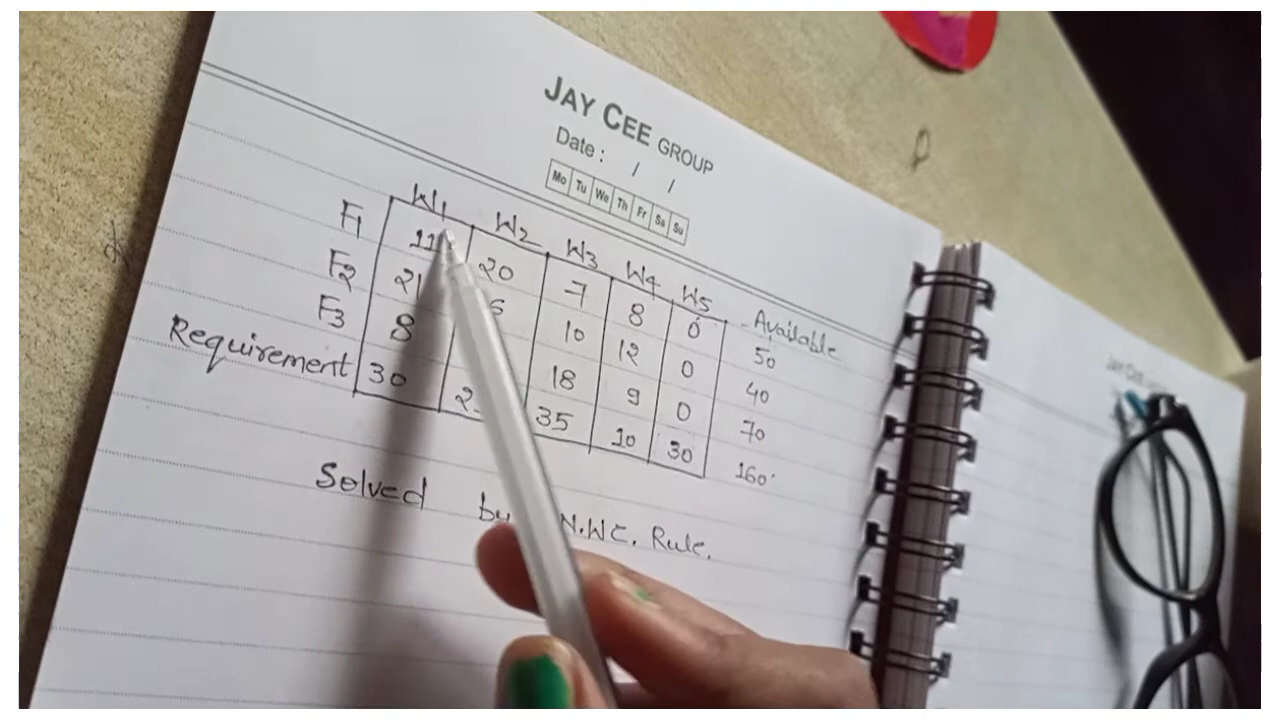 JAY CEE GROUP
Date : / /
Mo Tu We Th Fr Sa Su
W1 W2 W3 W4 W5 Available
F1 11 20 7 8 0 50
F2 21 10 12 0 40
F3 8 18 9 0 70
Requirement 30 35 10 30 160
Solved by N.W.C. Rule.